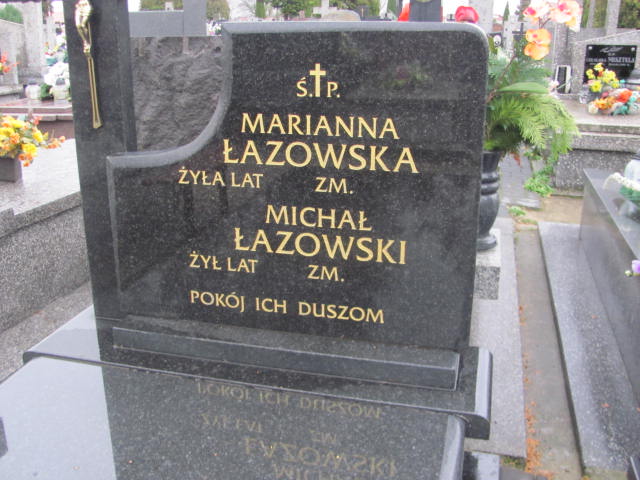 Ś.†P.
MARIANNA
ŁAZOWSKA
ŻYŁA LAT ZM.
MICHAŁ
ŁAZOWSKI
ŻYŁ LAT ZM.
POKÓJ ICH DUSZOM